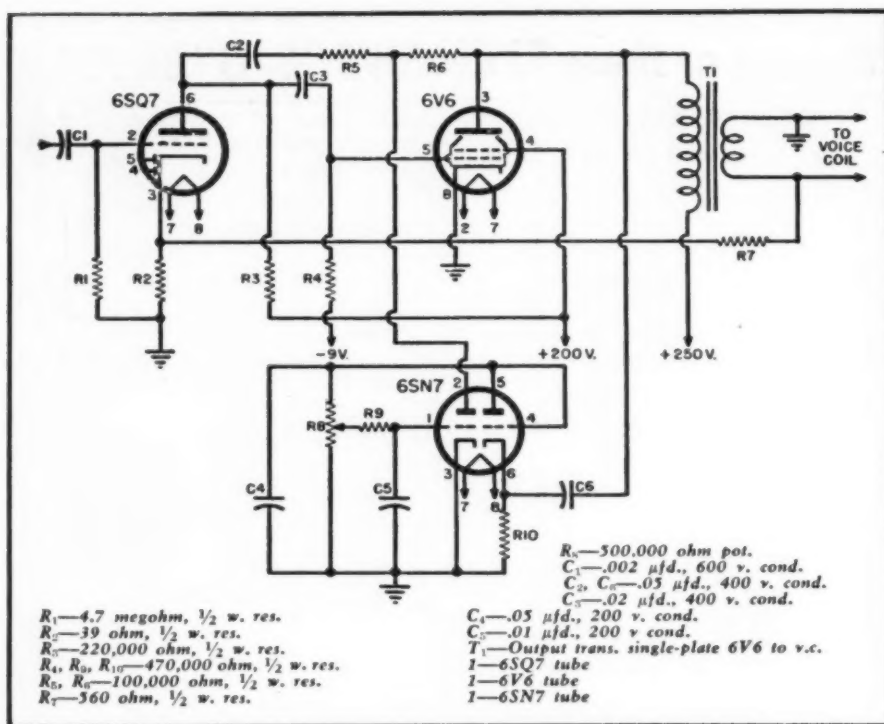 C2
R5
R6
C3
6SQ7
6
6V6
3
T1
C1
2
5
4
3
7
8
5
4
8
2
7
TO
VOICE
COIL
R7
R1
R2
R3
R4
-9V.
+200V.
+250V.
6SN7
2
5
R8
R9
1
4
C4
C5
3
6
7
8
C6
R10
R₁—4.7 megohm, ½ w. res.
R₂—39 ohm, ½ w. res.
R₃—220,000 ohm, ½ w. res.
R₄, R₉, R₁₀—470,000 ohm, ½ w. res.
R₅, R₆—100,000 ohm, ½ w. res.
R₇—560 ohm, ½ w. res.
R₈—500,000 ohm pot.
C₁—.002 μfd., 600 v. cond.
C₂, C₆—.05 μfd., 400 v. cond.
C₃—.02 μfd., 400 v. cond.
C₄—.05 μfd., 200 v. cond.
C₅—.01 μfd., 200 v. cond
T₁—Output trans. single-plate 6V6 to v.c.
1—6SQ7 tube
1—6V6 tube
1—6SN7 tube